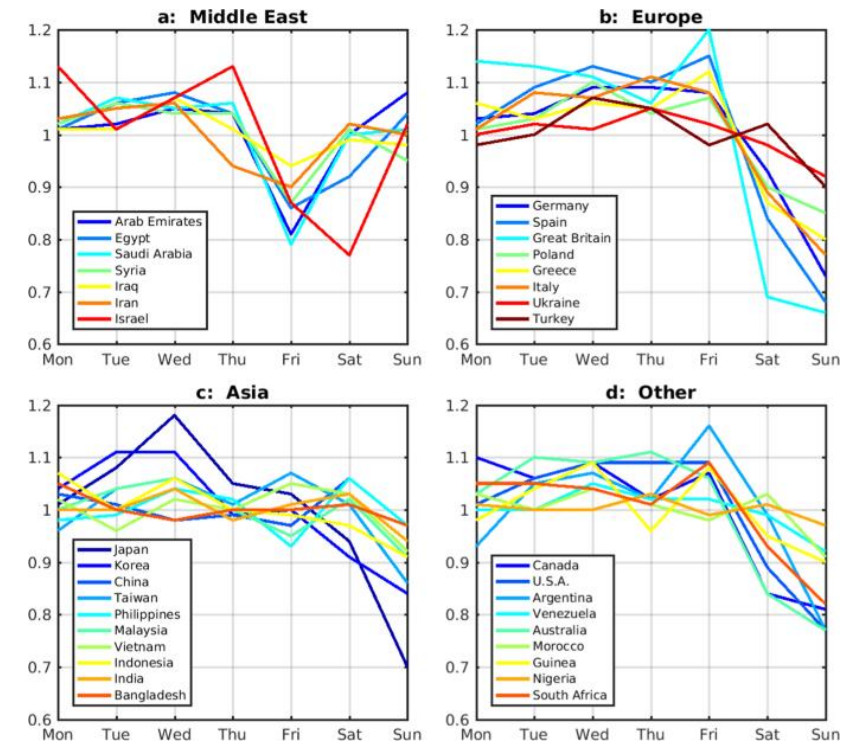 a: Middle East
1.2
1.1
1
0.9
0.8
0.7
0.6
Arab Emirates
Egypt
Saudi Arabia
Syria
Iraq
Iran
Israel
Mon Tue Wed Thu Fri Sat Sun
b: Europe
1.2
1.1
1
0.9
0.8
0.7
0.6
Germany
Spain
Great Britain
Poland
Greece
Italy
Ukraine
Turkey
Mon Tue Wed Thu Fri Sat Sun
c: Asia
1.2
1.1
1
0.9
0.8
0.7
0.6
Japan
Korea
China
Taiwan
Philippines
Malaysia
Vietnam
Indonesia
India
Bangladesh
Mon Tue Wed Thu Fri Sat Sun
d: Other
1.2
1.1
1
0.9
0.8
0.7
0.6
Canada
U.S.A.
Argentina
Venezuela
Australia
Morocco
Guinea
Nigeria
South Africa
Mon Tue Wed Thu Fri Sat Sun